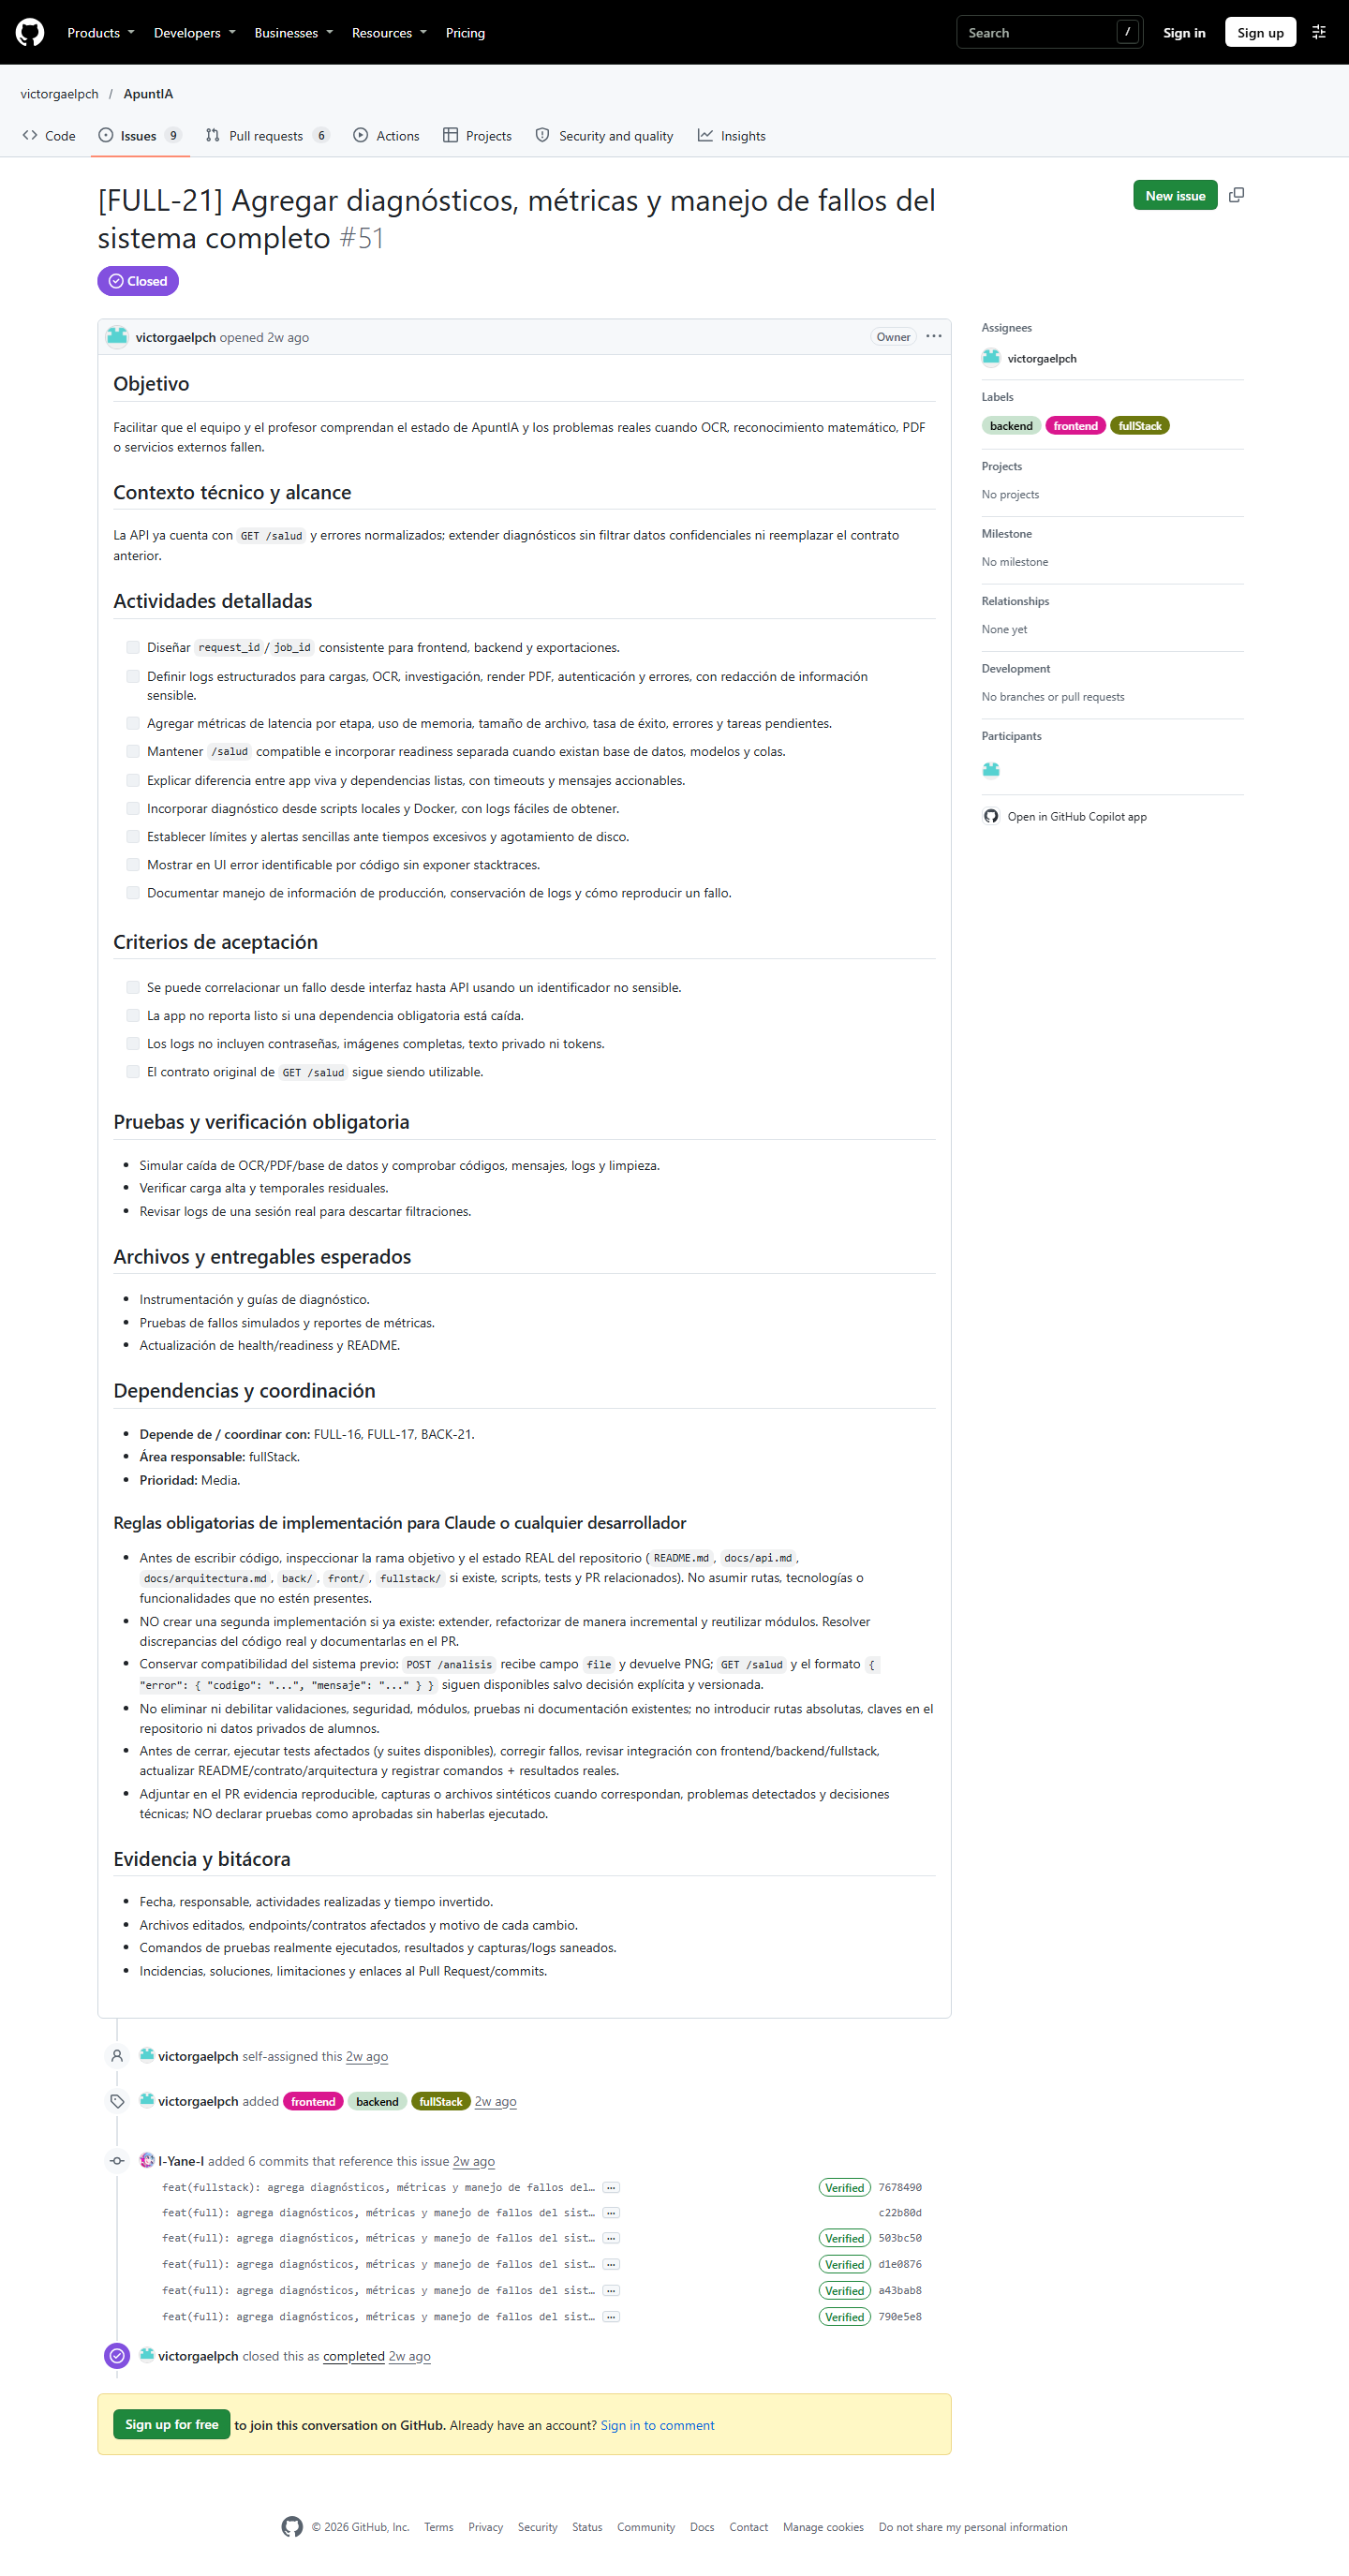 Products Developers Businesses Resources Pricing Search / Sign in Sign up
victorgaelpch / ApuntIA
Code Issues 9 Pull requests 6 Actions Projects Security and quality Insights
[FULL-21] Agregar diagnósticos, métricas y manejo de fallos del
sistema completo #51
New issue
Closed
victorgaelpch opened 2w ago Owner
Objetivo
Facilitar que el equipo y el profesor comprendan el estado de ApuntIA y los problemas reales cuando OCR, reconocimiento matemático, PDF
o servicios externos fallen.
Contexto técnico y alcance
La API ya cuenta con GET /salud y errores normalizados; extender diagnósticos sin filtrar datos confidenciales ni reemplazar el contrato
anterior.
Actividades detalladas
Diseñar request_id / job_id consistente para frontend, backend y exportaciones.
Definir logs estructurados para cargas, OCR, investigación, render PDF, autenticación y errores, con redacción de información
sensible.
Agregar métricas de latencia por etapa, uso de memoria, tamaño de archivo, tasa de éxito, errores y tareas pendientes.
Mantener /salud compatible e incorporar readiness separada cuando existan base de datos, modelos y colas.
Explicar diferencia entre app viva y dependencias listas, con timeouts y mensajes accionables.
Incorporar diagnóstico desde scripts locales y Docker, con logs fáciles de obtener.
Establecer límites y alertas sencillas ante tiempos excesivos y agotamiento de disco.
Mostrar en UI error identificable por código sin exponer stacktraces.
Documentar manejo de información de producción, conservación de logs y cómo reproducir un fallo.
Criterios de aceptación
Se puede correlacionar un fallo desde interfaz hasta API usando un identificador no sensible.
La app no reporta listo si una dependencia obligatoria está caída.
Los logs no incluyen contraseñas, imágenes completas, texto privado ni tokens.
El contrato original de GET /salud sigue siendo utilizable.
Pruebas y verificación obligatoria
Simular caída de OCR/PDF/base de datos y comprobar códigos, mensajes, logs y limpieza.
Verificar carga alta y temporales residuales.
Revisar logs de una sesión real para descartar filtraciones.
Archivos y entregables esperados
Instrumentación y guías de diagnóstico.
Pruebas de fallos simulados y reportes de métricas.
Actualización de health/readiness y README.
Dependencias y coordinación
Depende de / coordinar con: FULL-16, FULL-17, BACK-21.
Área responsable: fullStack.
Prioridad: Media.
Reglas obligatorias de implementación para Claude o cualquier desarrollador
Antes de escribir código, inspeccionar la rama objetivo y el estado REAL del repositorio ( README.md , docs/api.md ,
docs/arquitectura.md , back/ , front/ , fullstack/ si existe, scripts, tests y PR relacionados). No asumir rutas, tecnologías o
funcionalidades que no estén presentes.
NO crear una segunda implementación si ya existe: extender, refactorizar de manera incremental y reutilizar módulos. Resolver
discrepancias del código real y documentarlas en el PR.
Conservar compatibilidad del sistema previo: POST /analisis recibe campo file y devuelve PNG; GET /salud y el formato {
"error": { "codigo": "...", "mensaje": "..." } } siguen disponibles salvo decisión explícita y versionada.
No eliminar ni debilitar validaciones, seguridad, módulos, pruebas ni documentación existentes; no introducir rutas absolutas, claves en el
repositorio ni datos privados de alumnos.
Antes de cerrar, ejecutar tests afectados (y suites disponibles), corregir fallos, revisar integración con frontend/backend/fullstack,
actualizar README/contrato/arquitectura y registrar comandos + resultados reales.
Adjuntar en el PR evidencia reproducible, capturas o archivos sintéticos cuando correspondan, problemas detectados y decisiones
técnicas; NO declarar pruebas como aprobadas sin haberlas ejecutado.
Evidencia y bitácora
Fecha, responsable, actividades realizadas y tiempo invertido.
Archivos editados, endpoints/contratos afectados y motivo de cada cambio.
Comandos de pruebas realmente ejecutados, resultados y capturas/logs saneados.
Incidencias, soluciones, limitaciones y enlaces al Pull Request/commits.
victorgaelpch self-assigned this 2w ago
victorgaelpch added frontend backend fullStack 2w ago
I-Yane-I added 6 commits that reference this issue 2w ago
feat(fullstack): agrega diagnósticos, métricas y manejo de fallos del… ... Verified 7678490
feat(full): agrega diagnósticos, métricas y manejo de fallos del sist… ... c22b80d
feat(full): agrega diagnósticos, métricas y manejo de fallos del sist… ... Verified 503bc50
feat(full): agrega diagnósticos, métricas y manejo de fallos del sist… ... Verified d1e0876
feat(full): agrega diagnósticos, métricas y manejo de fallos del sist… ... Verified a43bab8
feat(full): agrega diagnósticos, métricas y manejo de fallos del sist… ... Verified 790e5e8
victorgaelpch closed this as completed 2w ago
Sign up for free to join this conversation on GitHub. Already have an account? Sign in to comment
Assignees
victorgaelpch
Labels
backend frontend fullStack
Projects
No projects
Milestone
No milestone
Relationships
None yet
Development
No branches or pull requests
Participants
Open in GitHub Copilot app
© 2026 GitHub, Inc. Terms Privacy Security Status Community Docs Contact Manage cookies Do not share my personal information